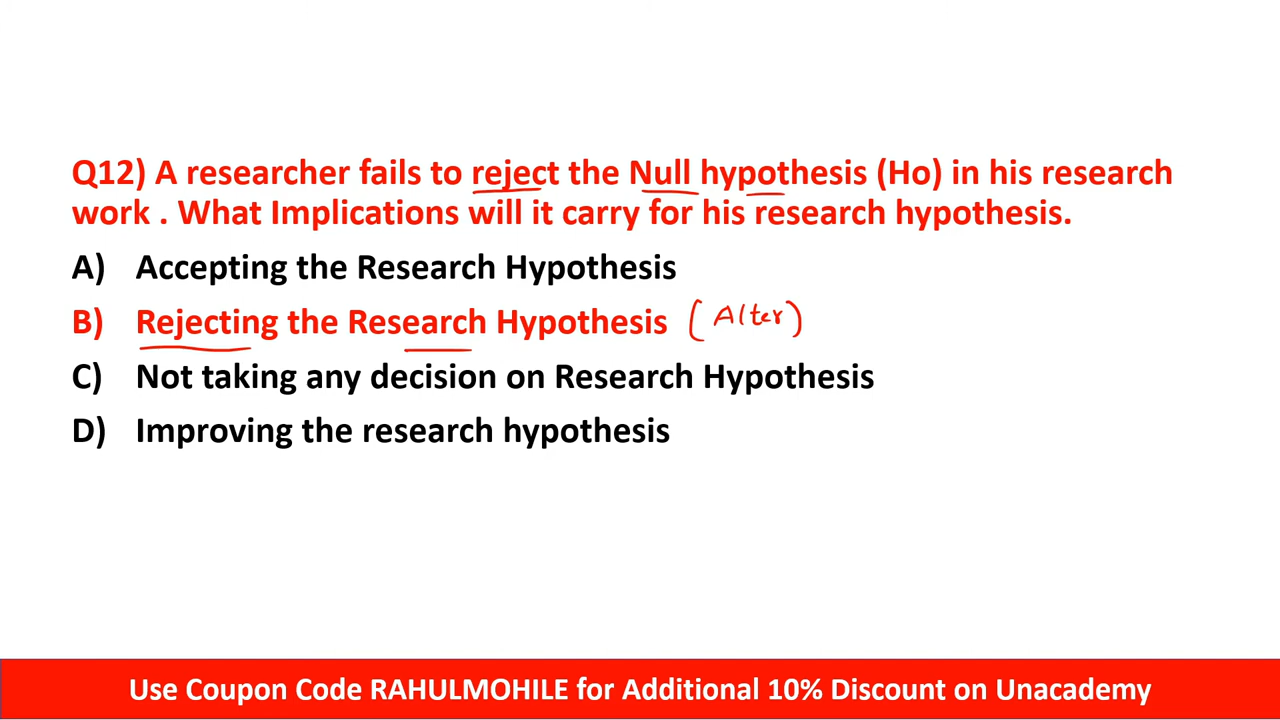 Q12) A researcher fails to reject the Null hypothesis (Ho) in his research
work . What Implications will it carry for his research hypothesis.
A) Accepting the Research Hypothesis
B) Rejecting the Research Hypothesis (Alter)
C) Not taking any decision on Research Hypothesis
D) Improving the research hypothesis
Use Coupon Code RAHULMOHILE for Additional 10% Discount on Unacademy